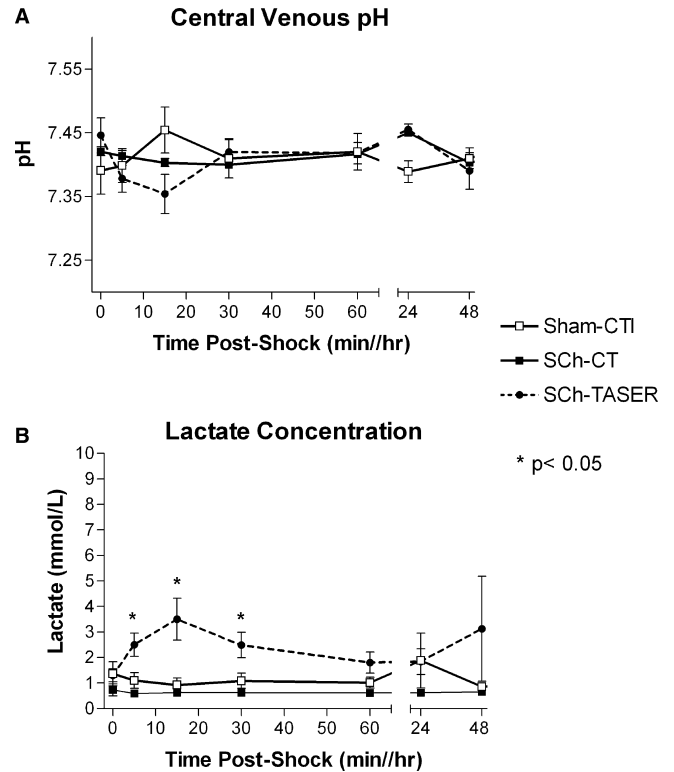 A
Central Venous pH
7.55
7.45
7.35
7.25
pH
0 10 20 30 40 50 60 24 48
Time Post-Shock (min//hr)
Sham-CTl
SCh-CT
SCh-TASER
* p< 0.05
B
Lactate Concentration
10
9
8
7
6
5
4
3
2
1
0
Lactate (mmol/L)
*
*
*
0 10 20 30 40 50 60 24 48
Time Post-Shock (min//hr)